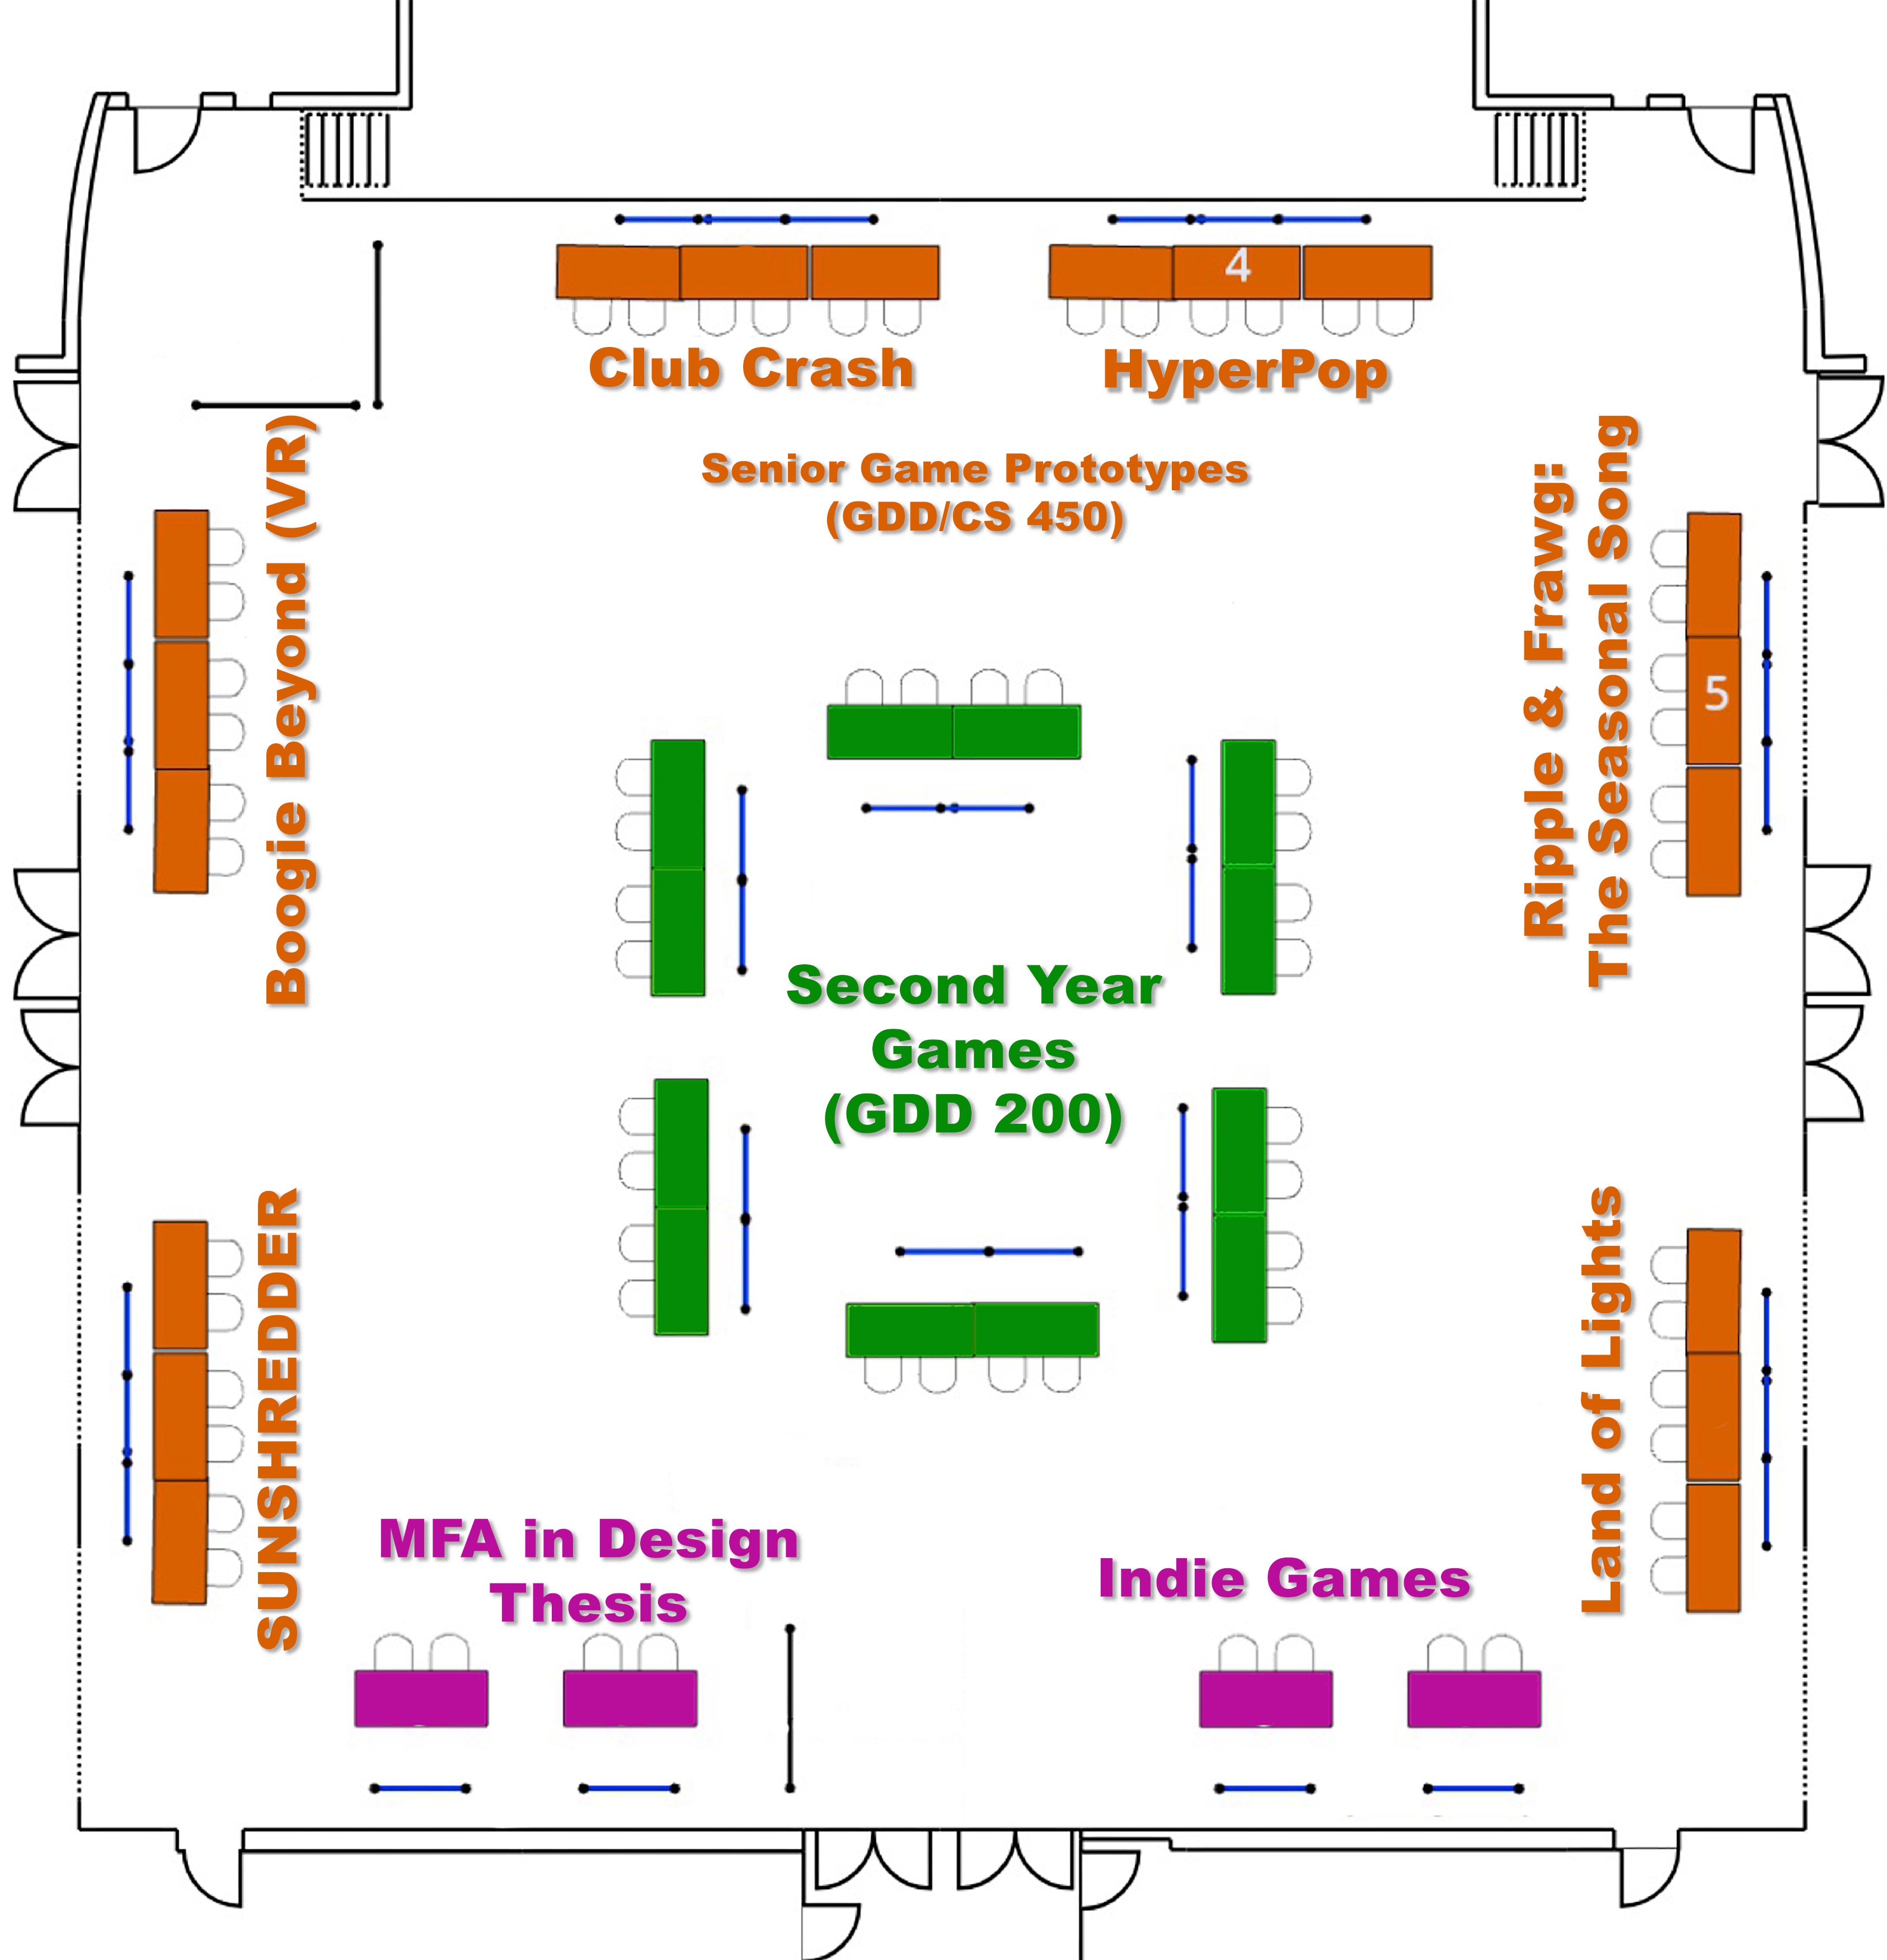 4
Club Crash
HyperPop
Senior Game Prototypes
(GDD/CS 450)
Boogie Beyond (VR)
Ripple & Frawg:
The Seasonal Song
5
Second Year
Games
(GDD 200)
SUNSHREDDER
Land of Lights
MFA in Design
Thesis
Indie Games